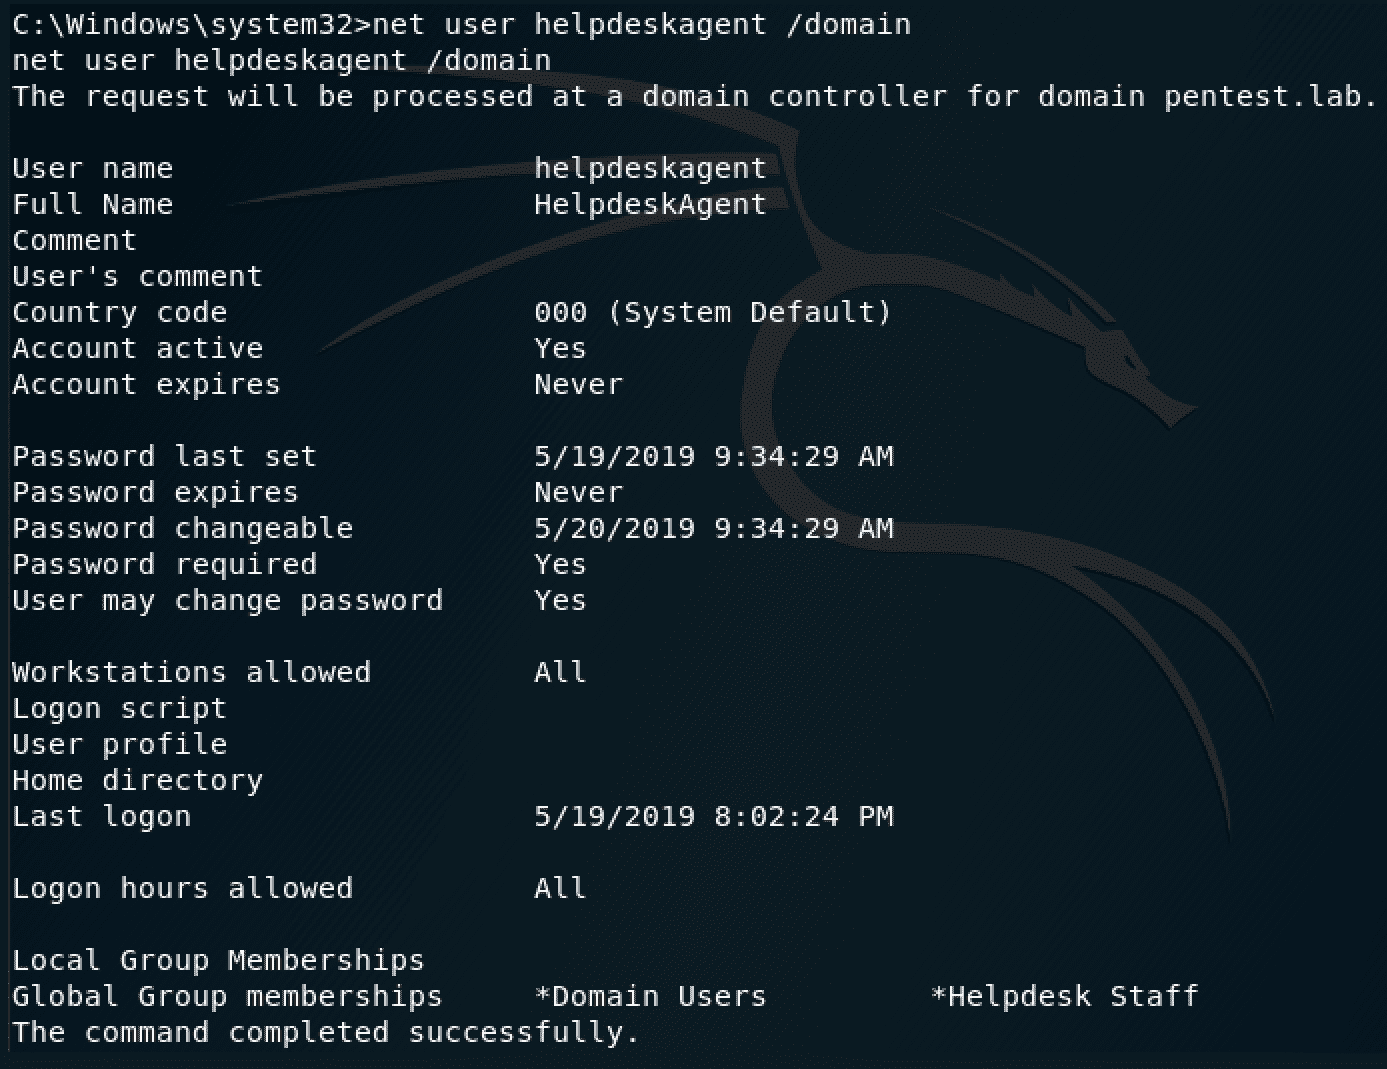 C:\Windows\system32>net user helpdeskagent /domain
net user helpdeskagent /domain
The request will be processed at a domain controller for domain pentest.lab.
User name helpdeskagent
Full Name HelpdeskAgent
Comment
User's comment
Country code 000 (System Default)
Account active Yes
Account expires Never
Password last set 5/19/2019 9:34:29 AM
Password expires Never
Password changeable 5/20/2019 9:34:29 AM
Password required Yes
User may change password Yes
Workstations allowed All
Logon script
User profile
Home directory
Last logon 5/19/2019 8:02:24 PM
Logon hours allowed All
Local Group Memberships
Global Group memberships *Domain Users *Helpdesk Staff
The command completed successfully.